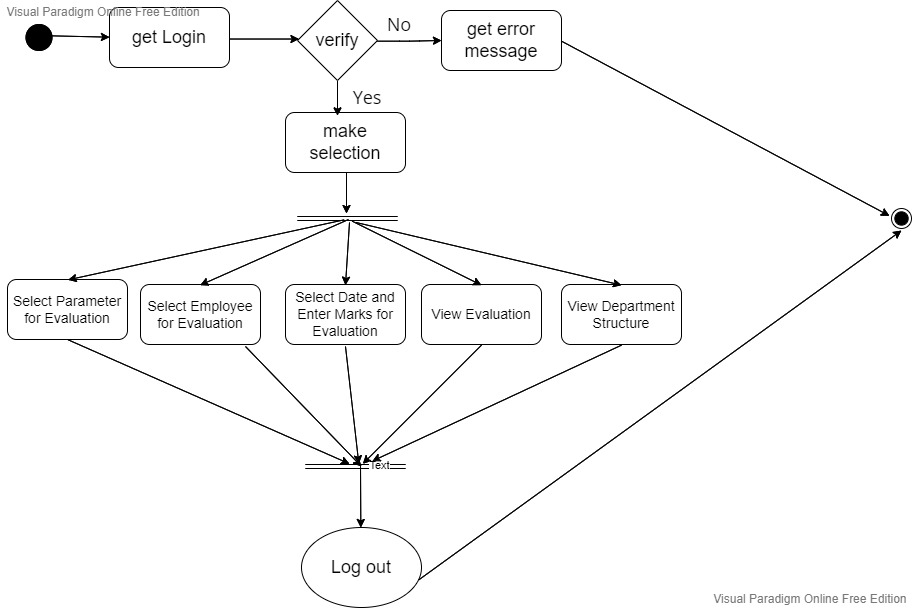 Visual Paradigm Online Free Edition
get Login
verify
No
get error
message
Yes
make
selection
Select Parameter
for Evaluation
Select Employee
for Evaluation
Select Date and
Enter Marks for
Evaluation
View Evaluation
View Department
Structure
Text
Log out
Visual Paradigm Online Free Edition